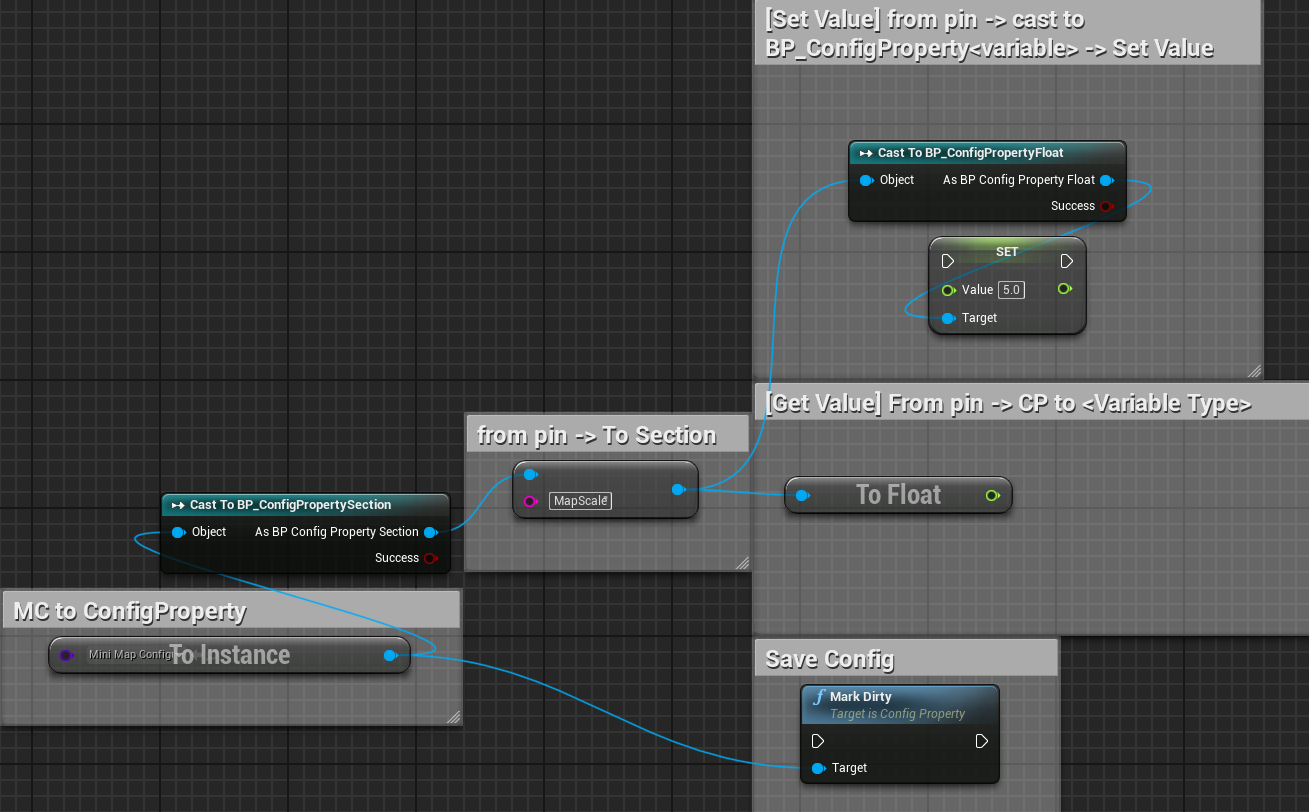 [Set Value] from pin -> cast to
BP_ConfigProperty<variable> -> Set Value
Cast To BP_ConfigPropertyFloat
Object
As BP Config Property Float
Success
SET
Value 5.0
Target
[Get Value] From pin -> CP to <Variable Type>
To Float
from pin -> To Section
MapScale
Cast To BP_ConfigPropertySection
Object
As BP Config Property Section
Success
MC to ConfigProperty
Mini Map Config
To Instance
Save Config
f Mark Dirty
Target is Config Property
Target